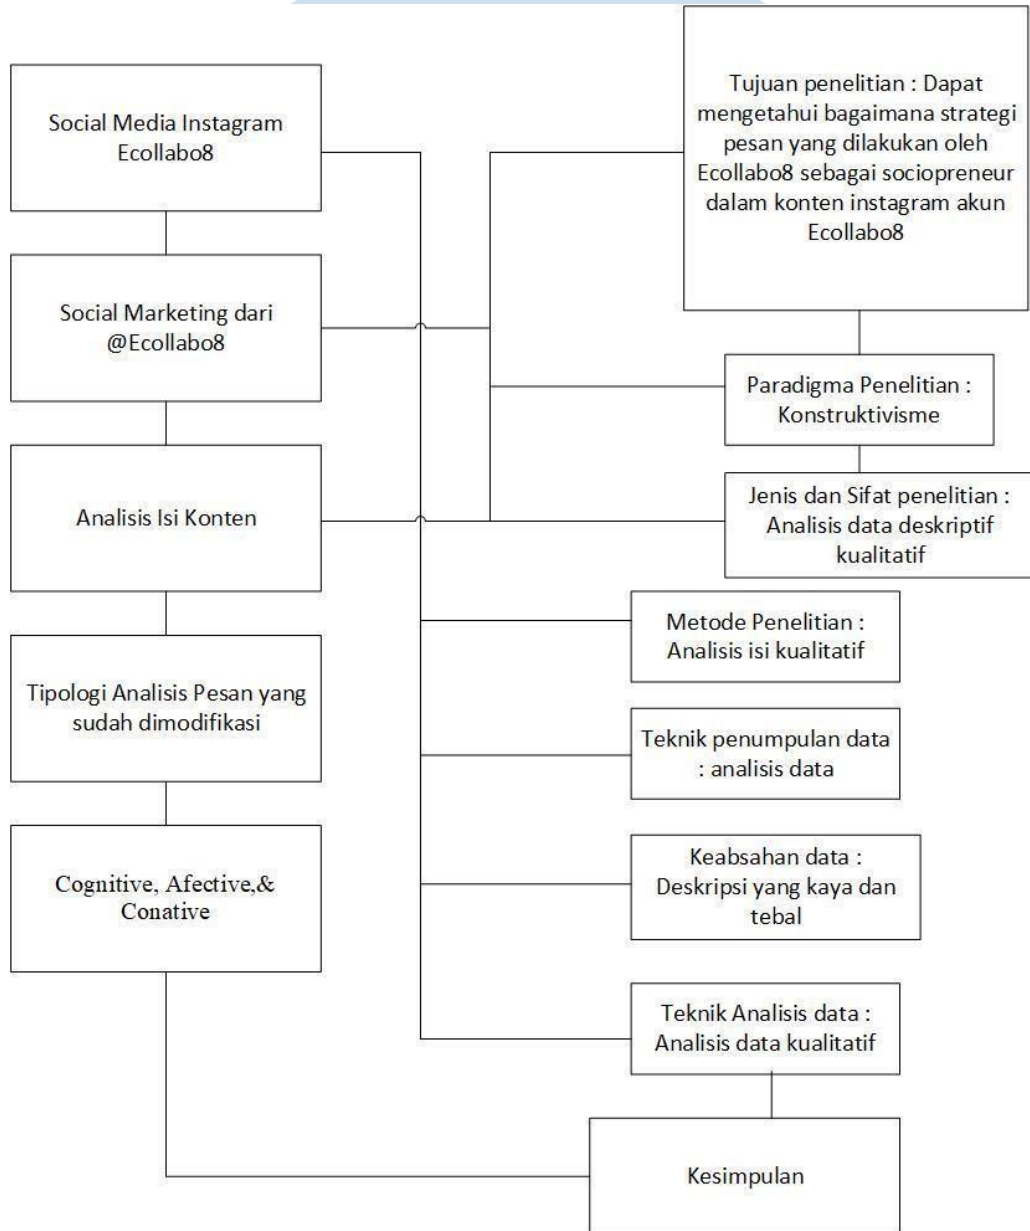 Social Media Instagram
Ecollabo8
Social Marketing dari
@Ecollabo8
Analisis Isi Konten
Tipologi Analisis Pesan yang
sudah dimodifikasi
Cognitive, Afective,&
Conative
Tujuan penelitian : Dapat
mengetahui bagaimana strategi
pesan yang dilakukan oleh
Ecollabo8 sebagai sociopreneur
dalam konten instagram akun
Ecollabo8
Paradigma Penelitian :
Konstruktivisme
Jenis dan Sifat penelitian :
Analisis data deskriptif
kualitatif
Metode Penelitian :
Analisis isi kualitatif
Teknik penumpulan data
: analisis data
Keabsahan data :
Deskripsi yang kaya dan
tebal
Teknik Analisis data :
Analisis data kualitatif
Kesimpulan